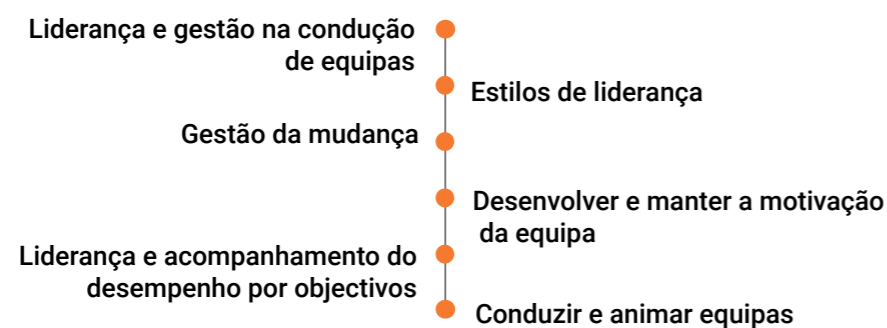 Liderança e gestão na condução
de equipas
Estilos de liderança
Gestão da mudança
Desenvolver e manter a motivação
da equipa
Liderança e acompanhamento do
desempenho por objectivos
Conduzir e animar equipas